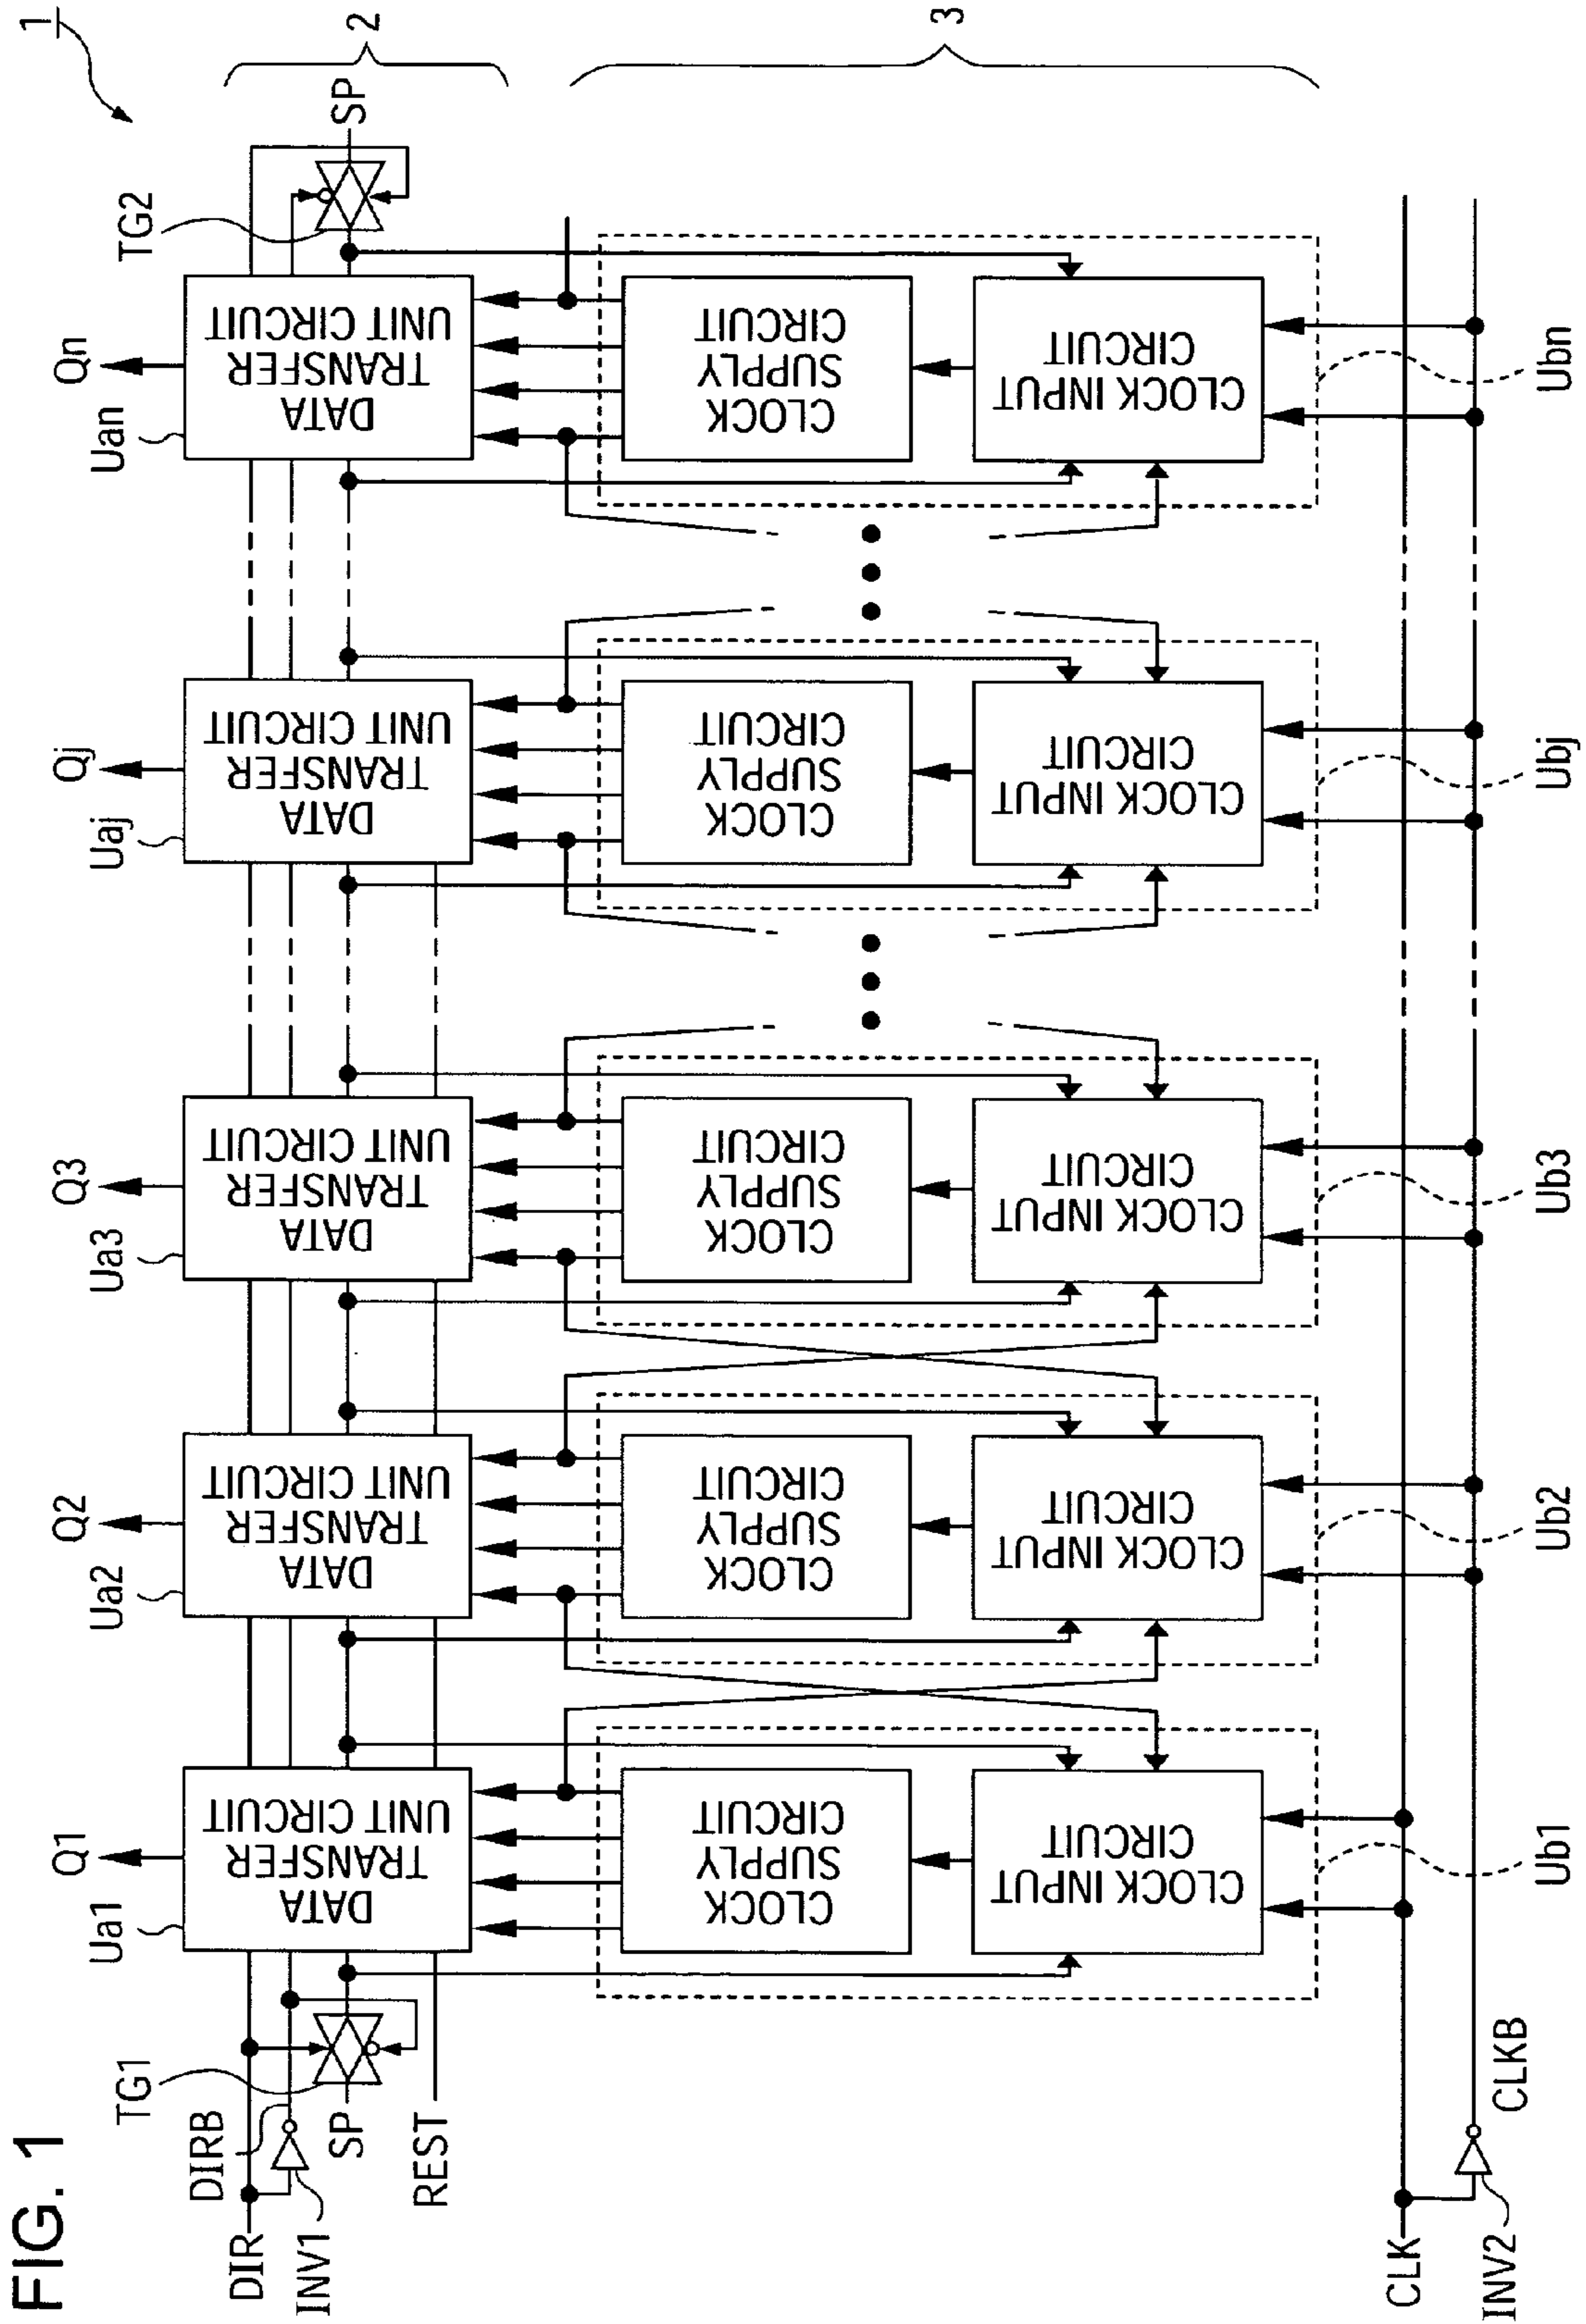 FIG. 1
1
2
3
Q1
Q2
Q3
Qj
Qn
Ua1
Ua2
Ua3
Uaj
Uan
TG1
TG2
DIR
DIRB
INV1
SP
SP
REST
DATA
TRANSFER
UNIT CIRCUIT
DATA
TRANSFER
UNIT CIRCUIT
DATA
TRANSFER
UNIT CIRCUIT
DATA
TRANSFER
UNIT CIRCUIT
DATA
TRANSFER
UNIT CIRCUIT
CLOCK
SUPPLY
CIRCUIT
CLOCK
SUPPLY
CIRCUIT
CLOCK
SUPPLY
CIRCUIT
CLOCK
SUPPLY
CIRCUIT
CLOCK
SUPPLY
CIRCUIT
CLOCK INPUT
CIRCUIT
CLOCK INPUT
CIRCUIT
CLOCK INPUT
CIRCUIT
CLOCK INPUT
CIRCUIT
CLOCK INPUT
CIRCUIT
CLK
INV2
CLKB
Ub1
Ub2
Ub3
Ubj
Ubn